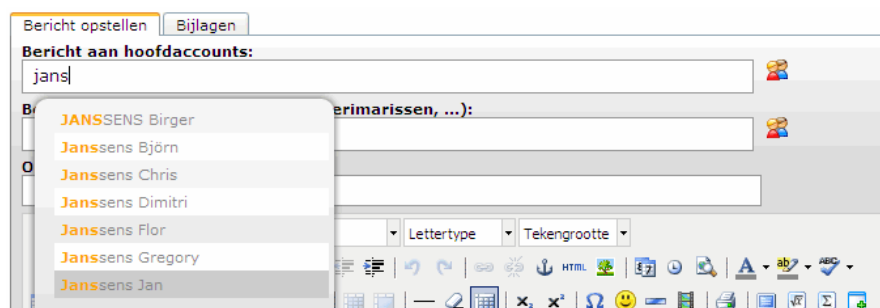 Bericht opstellen Bijlagen
Bericht aan hoofdaccounts:
jans
erimarissen, ...):
JANSSENS Birger
Janssens Björn
Janssens Chris
Janssens Dimitri
Janssens Flor
Lettertype Tekengrootte
Janssens Gregory
HTML
Janssens Jan